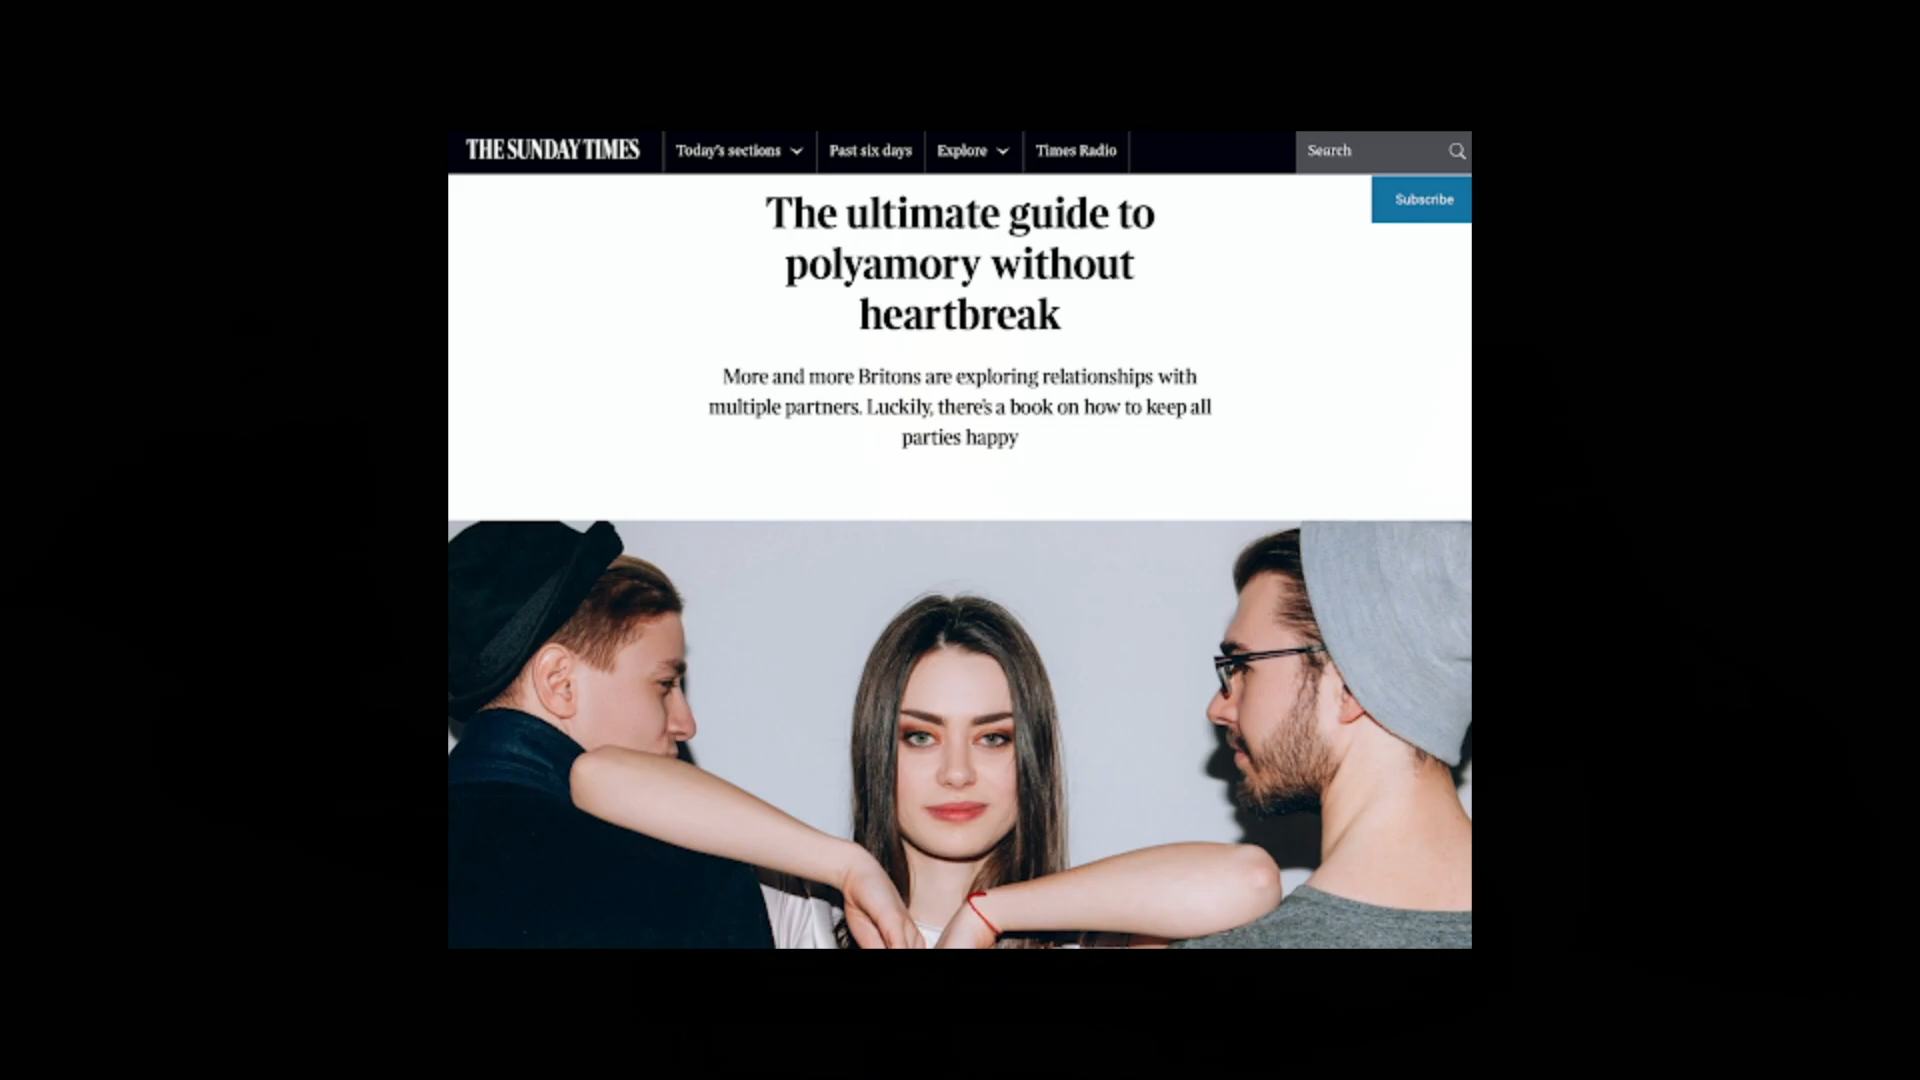 THE SUNDAY TIMES Today's sections Past six days Explore Times Radio Search
Subscribe
The ultimate guide to
polyamory without
heartbreak
More and more Britons are exploring relationships with
multiple partners. Luckily, there's a book on how to keep all
parties happy